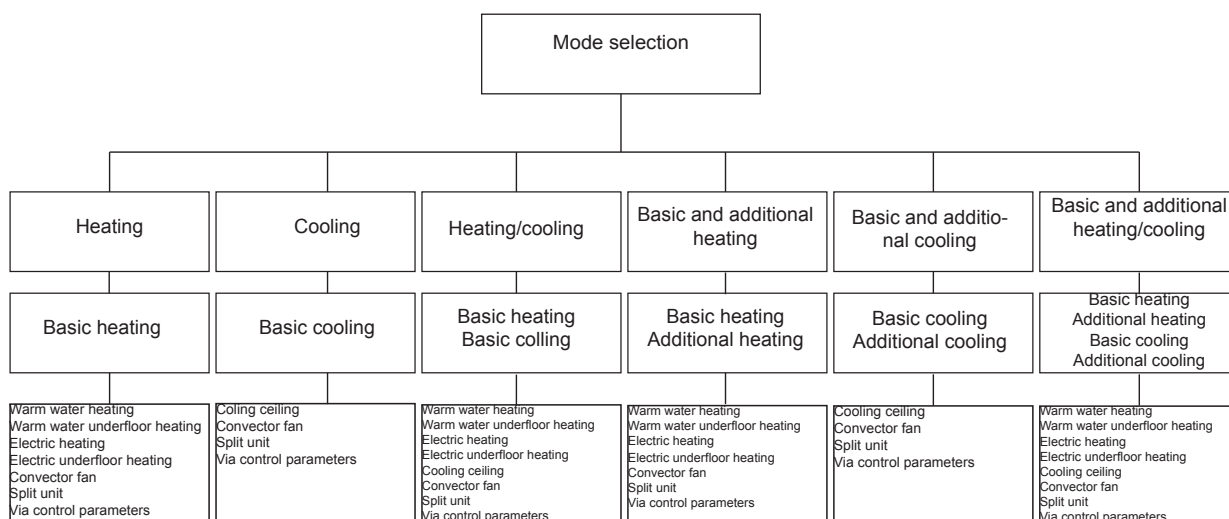 Mode selection
Heating
Cooling
Heating/cooling
Basic and additional
heating
Basic and additio-
nal cooling
Basic and additional
heating/cooling
Basic heating
Basic cooling
Basic heating
Basic colling
Basic heating
Additional heating
Basic cooling
Additional cooling
Basic heating
Additional heating
Basic cooling
Additional cooling
Warm water heating
Warm water underfloor heating
Electric heating
Electric underfloor heating
Convector fan
Split unit
Via control parameters
Coling ceiling
Convector fan
Split unit
Via control parameters
Warm water heating
Warm water underfloor heating
Electric heating
Electric underfloor heating
Cooling ceiling
Convector fan
Split unit
Via control parameters
Warm water heating
Warm water underfloor heating
Electric heating
Electric underfloor heating
Convector fan
Split unit
Via control parameters
Cooling ceiling
Convector fan
Split unit
Via control parameters
Warm water heating
Warm water underfloor heating
Electric heating
Electric underfloor heating
Cooling ceiling
Convector fan
Split unit
Via control parameters